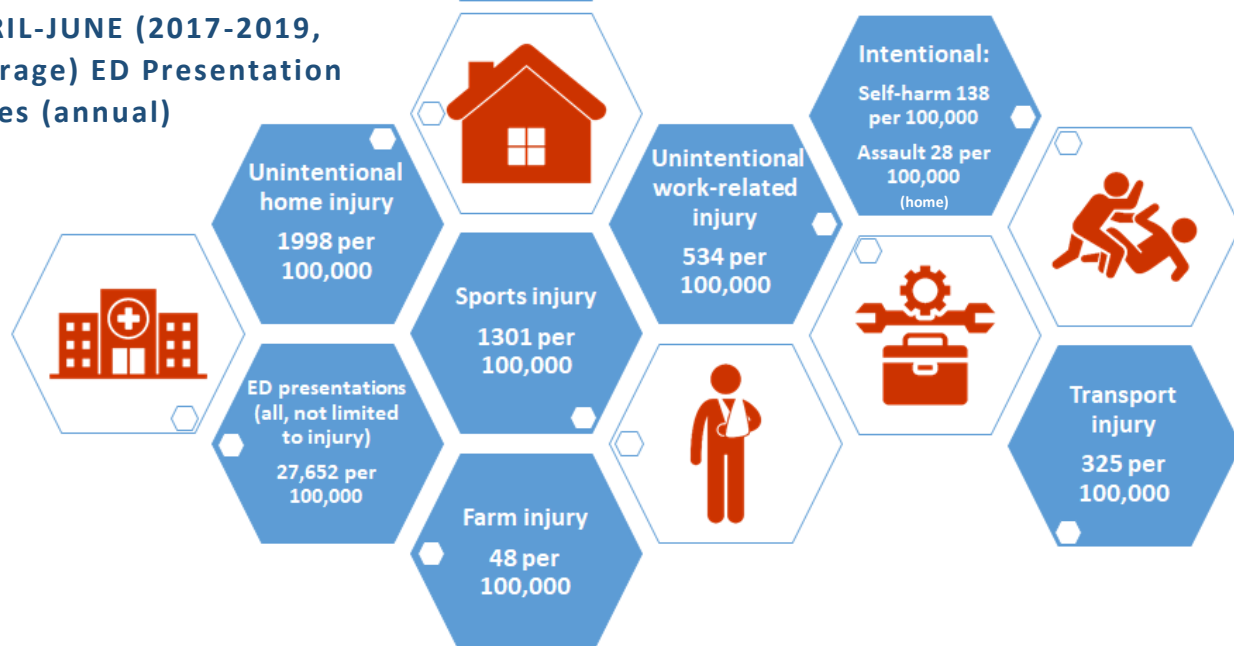 RIL-JUNE (2017-2019,
rage) ED Presentation
es (annual)
Unintentional
home injury
1998 per
100,000
ED presentations
(all, not limited
to injury)
27,652 per
100,000
Sports injury
1301 per
100,000
Farm injury
48 per
100,000
Unintentional
work-related
injury
534 per
100,000
Intentional:
Self-harm 138
per 100,000
Assault 28 per
100,000
(home)
Transport
injury
325 per
100,000